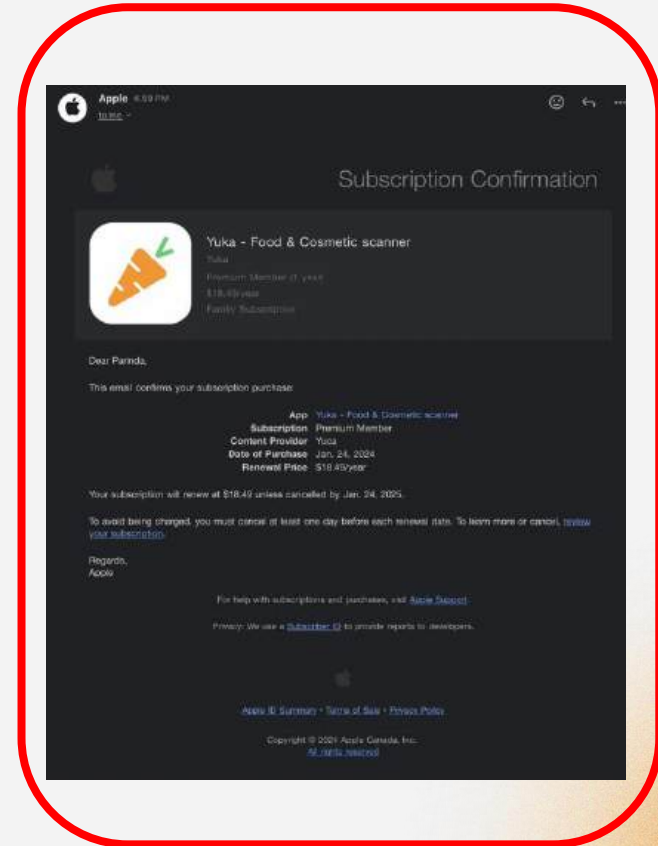 Apple 4:59 PM
to me
Subscription Confirmation
Yuka - Food & Cosmetic scanner
Yuka
Premium Member (1 year)
$18.49/year
Family Subscription
Dear Parinda,
This email confirms your subscription purchase:
App Yuka - Food & Cosmetic scanner
Subscription Premium Member
Content Provider Yuca
Date of Purchase Jan. 24, 2024
Renewal Price $18.49/year
Your subscription will renew at $18.49 unless cancelled by Jan. 24, 2025.
To avoid being charged, you must cancel at least one day before each renewal date. To learn more or cancel, review
your subscription.
Regards,
Apple
For help with subscriptions and purchases, visit Apple Support.
Privacy: We use a Subscriber ID to provide reports to developers.
Apple ID Summary • Terms of Sale • Privacy Policy
Copyright © 2024 Apple Canada, Inc.
All rights reserved